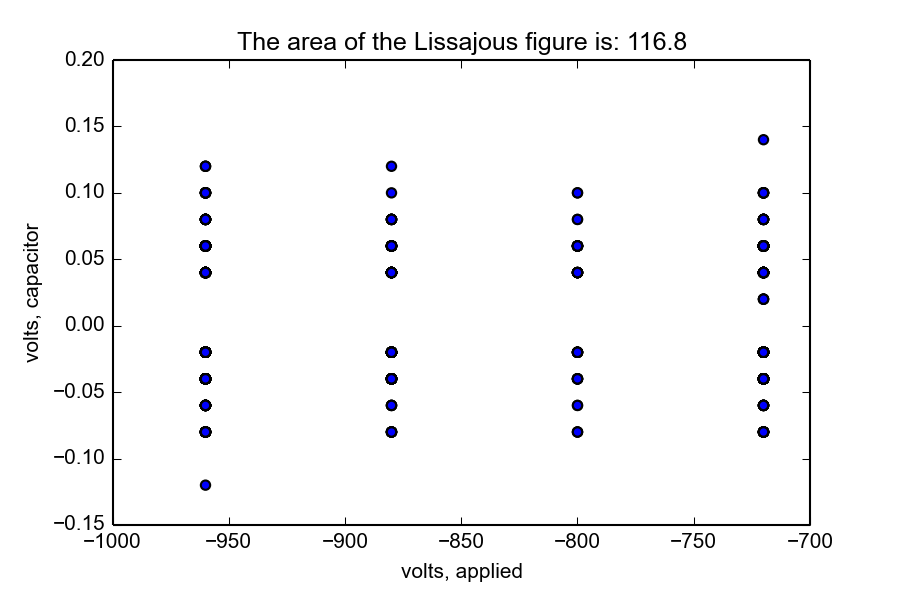 The area of the Lissajous figure is: 116.8
0.20
0.15
0.10
0.05
0.00
−0.05
−0.10
−0.15
volts, capacitor
−1000 −950 −900 −850 −800 −750 −700
volts, applied